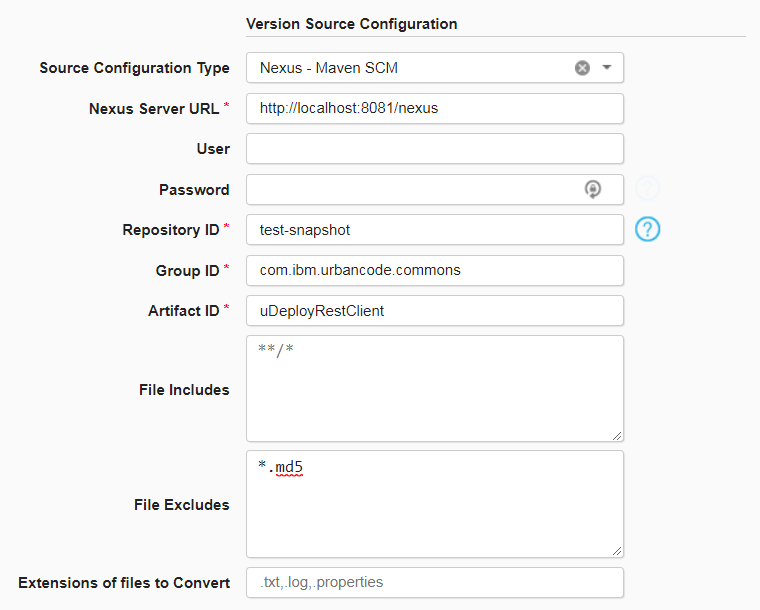 Version Source Configuration
Source Configuration Type Nexus - Maven SCM
Nexus Server URL * http://localhost:8081/nexus
User
Password
Repository ID * test-snapshot ?
Group ID * com.ibm.urbancode.commons
Artifact ID * uDeployRestClient
File Includes **/*
File Excludes *.md5
Extensions of files to Convert .txt,.log,.properties